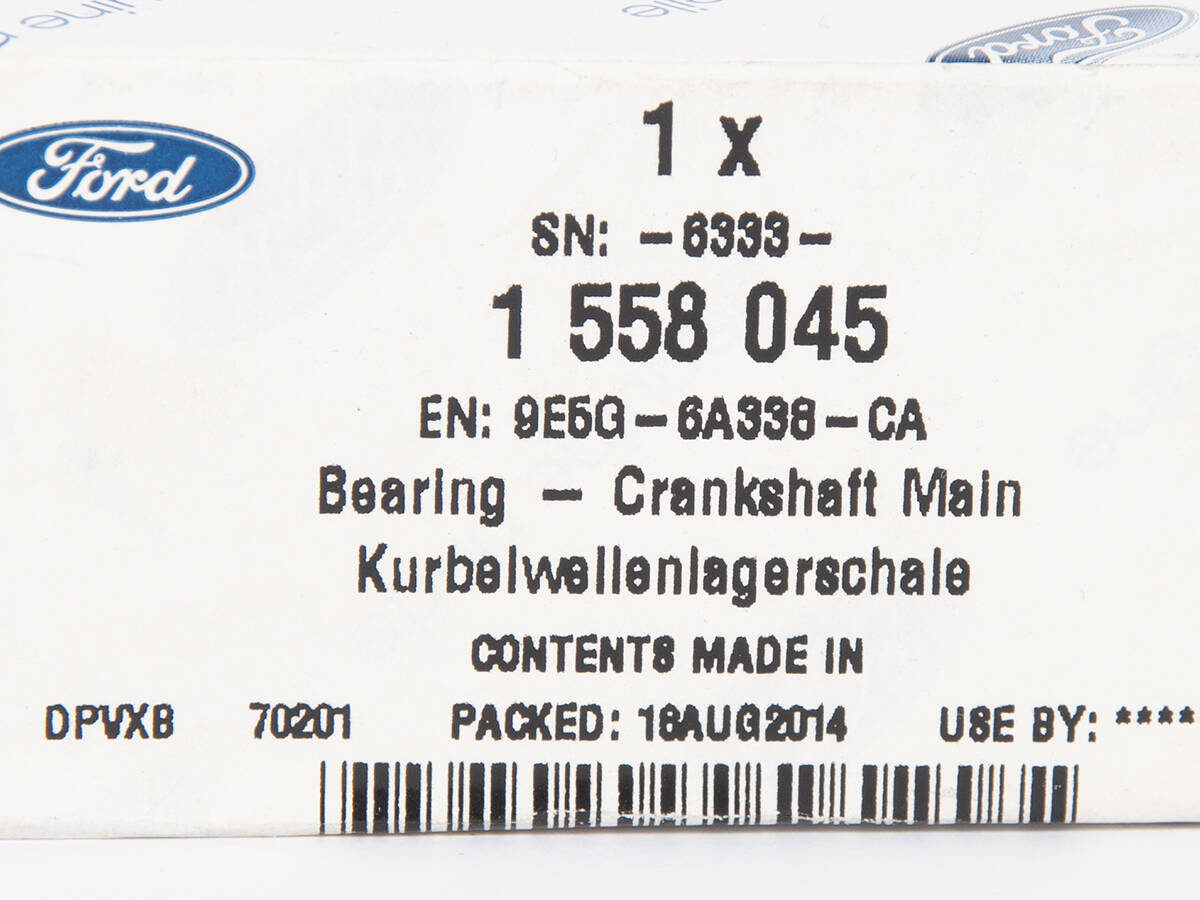 Ford
Ford
1 x
SN: -6333-
1 558 045
EN: 9E5G-6A338-CA
Bearing - Crankshaft Main
Kurbelwellenlagerschale
CONTENTS MADE IN
DPVXB 70201 PACKED: 18AUG2014 USE BY: ****